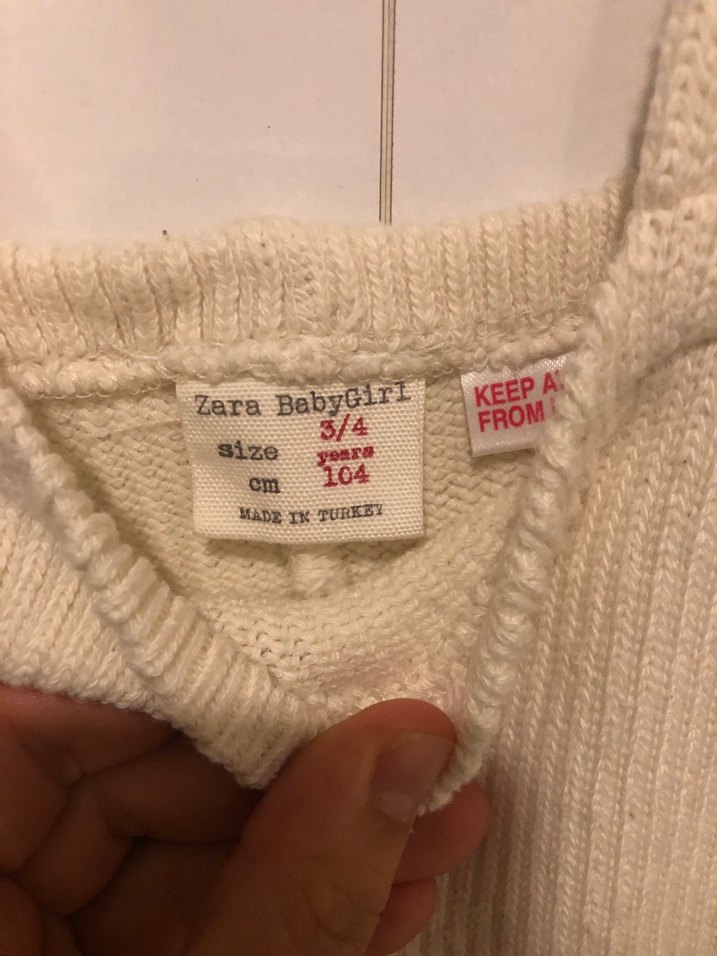 Zara BabyGirl
3/4
size years
cm 104
MADE IN TURKEY
KEEP
FROM